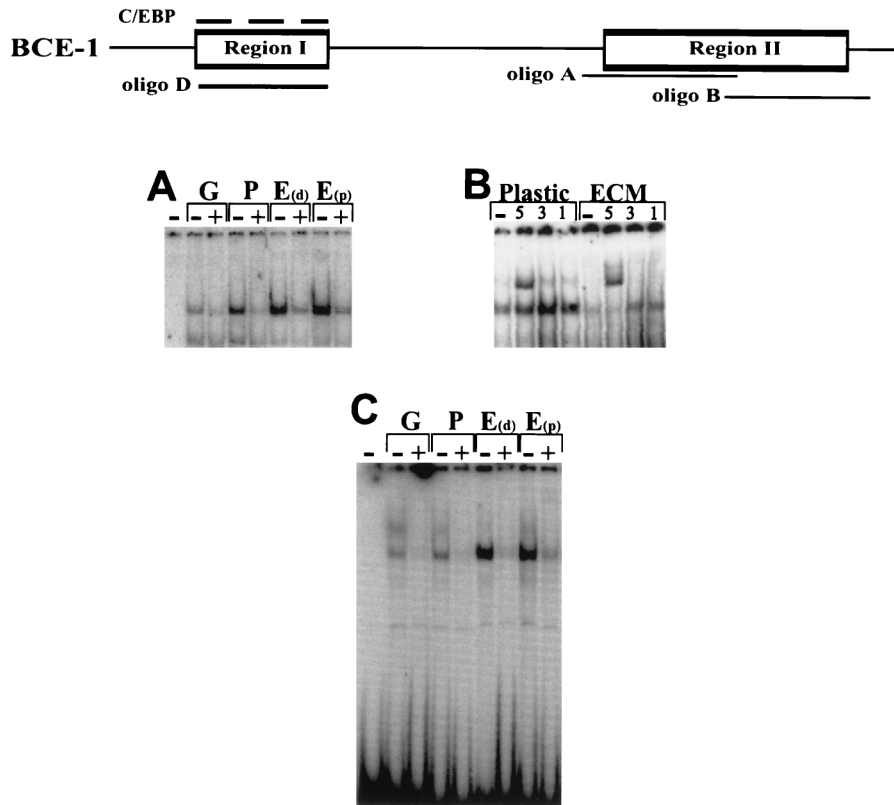 C/EBP
BCE-1 Region I Region II
oligo D oligo A
oligo B
A
G P E(d) E(p)
- - + - + - + - +
B
Plastic ECM
- 5 3 1 - 5 3 1
C
G P E(d) E(p)
- - + - + - + - +